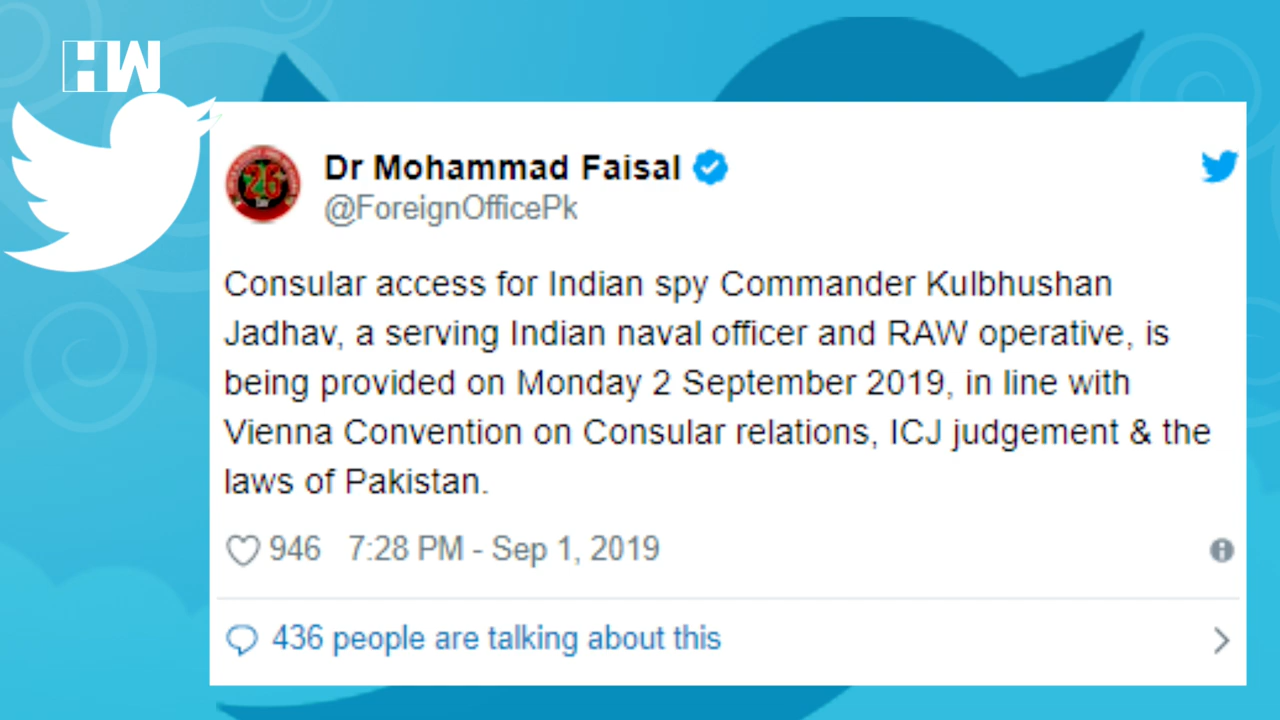 HW
Dr Mohammad Faisal
@ForeignOfficePk
Consular access for Indian spy Commander Kulbhushan
Jadhav, a serving Indian naval officer and RAW operative, is
being provided on Monday 2 September 2019, in line with
Vienna Convention on Consular relations, ICJ judgement & the
laws of Pakistan.
946 7:28 PM - Sep 1, 2019
436 people are talking about this